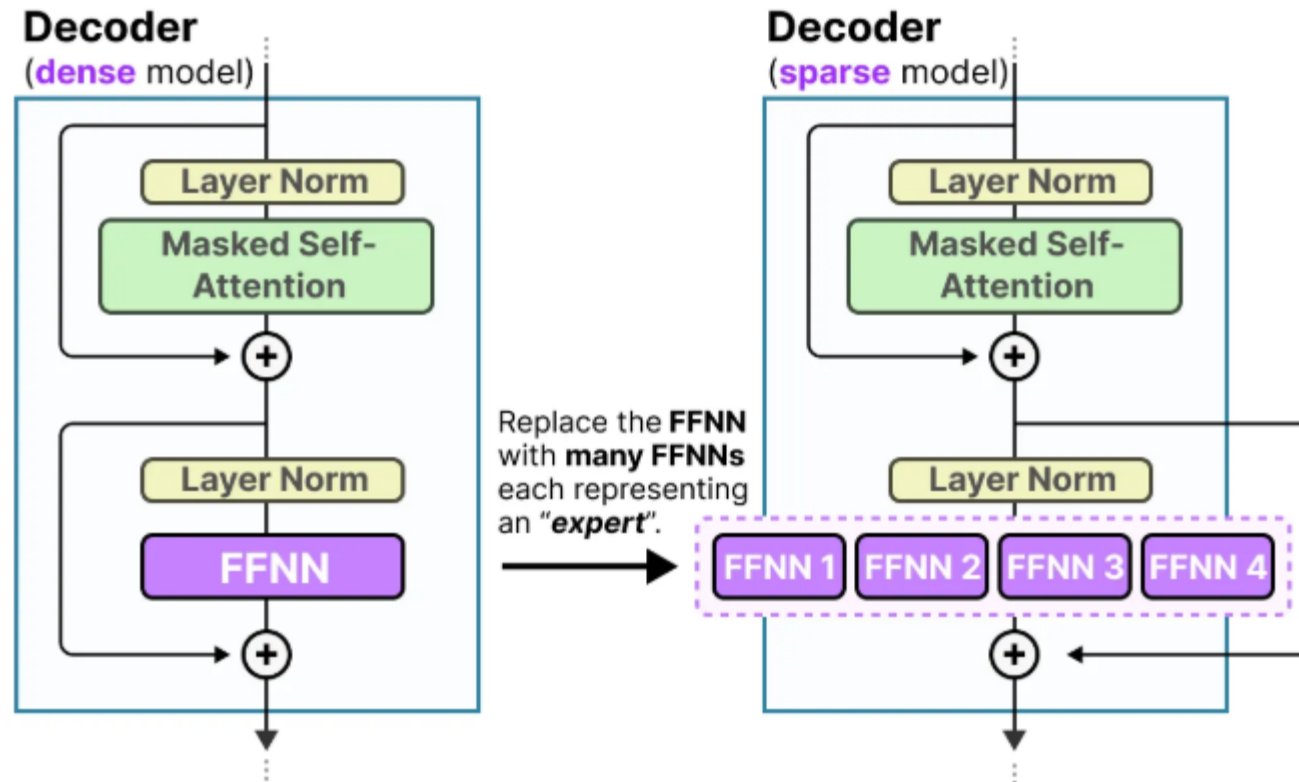 Decoder
(dense model)
Layer Norm
Masked Self-
Attention
+
Layer Norm
FFNN
+
Replace the FFNN
with many FFNNs
each representing
an “expert”.
Decoder
(sparse model)
Layer Norm
Masked Self-
Attention
+
Layer Norm
FFNN 1
FFNN 2
FFNN 3
FFNN 4
+